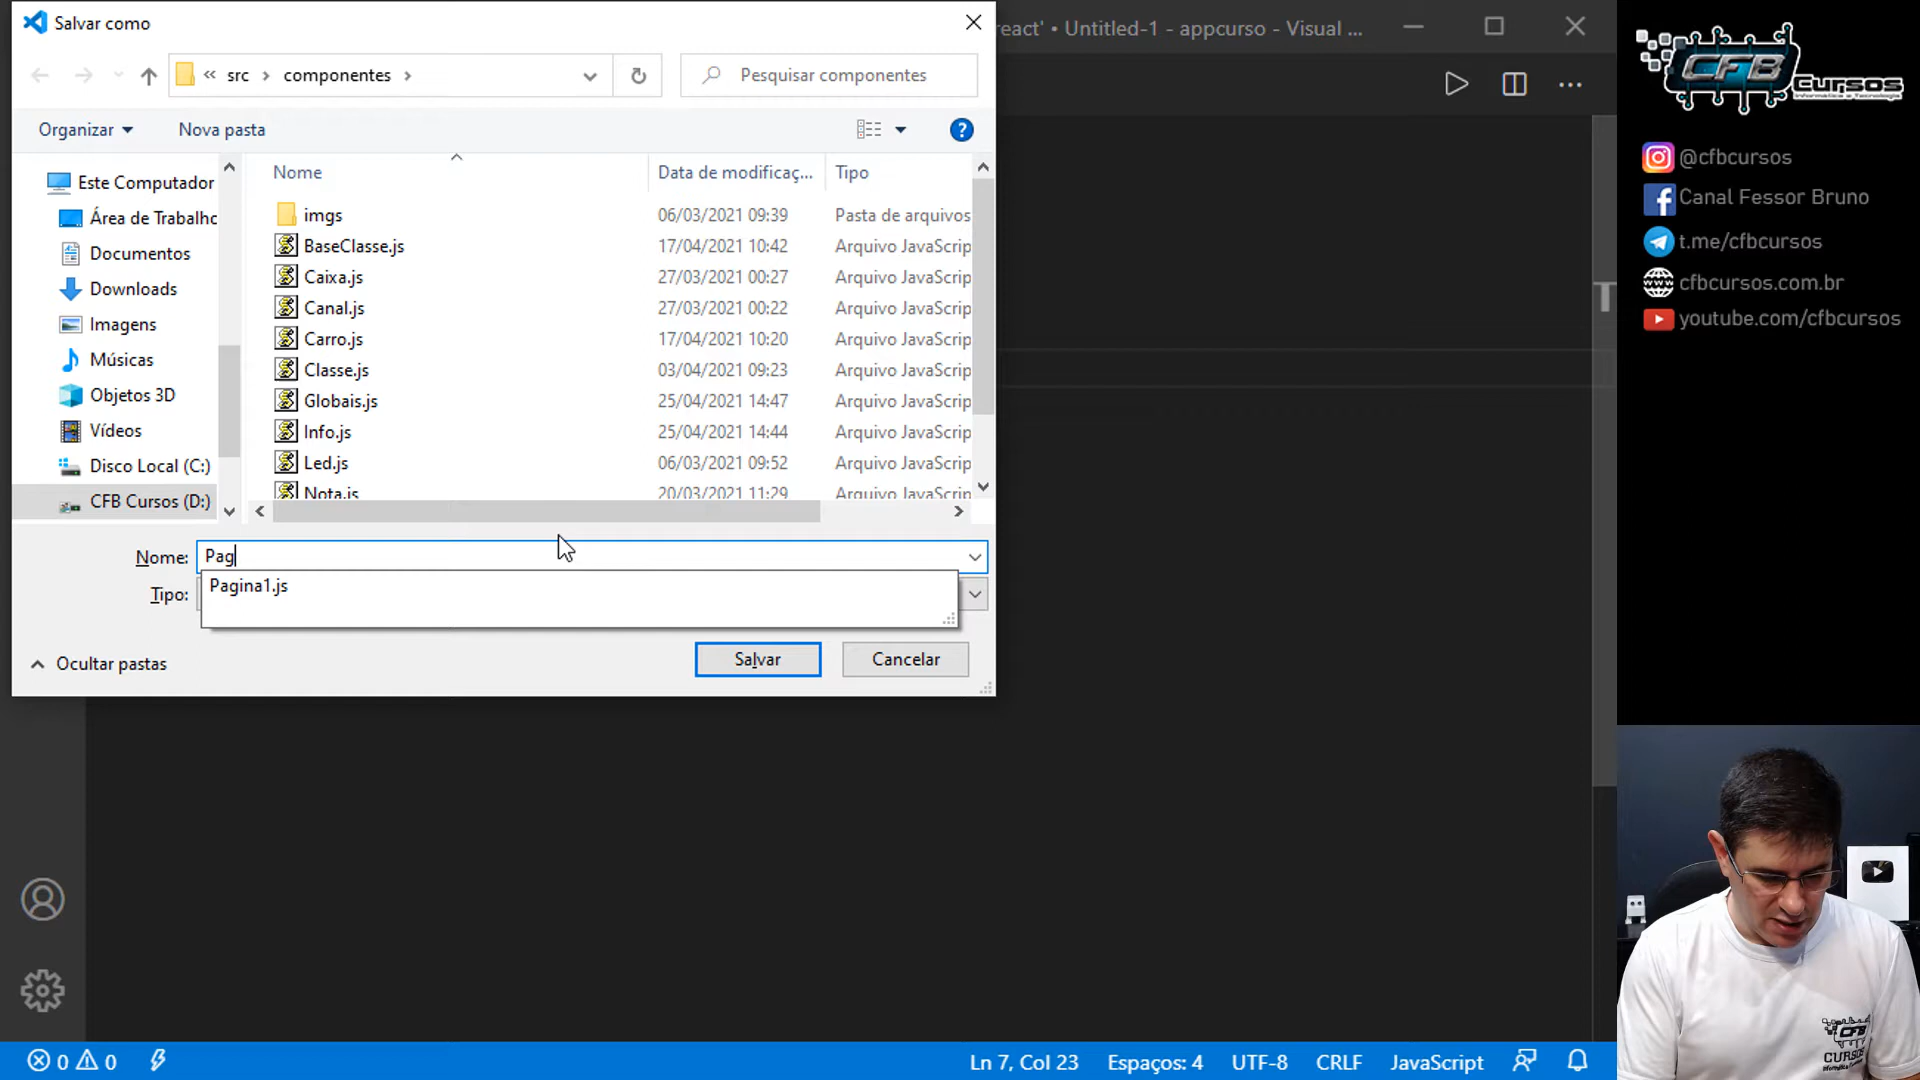 Salvar como
react' • Untitled-1 - appcurso - Visual ...
« src › componentes ›
Pesquisar componentes
Organizar
Nova pasta
Nome
Data de modificaç...
Tipo
Este Computador
Área de Trabalho
Documentos
Downloads
Imagens
Músicas
Objetos 3D
Vídeos
Disco Local (C:)
CFB Cursos (D:)
imgs 06/03/2021 09:39 Pasta de arquivos
BaseClasse.js 17/04/2021 10:42 Arquivo JavaScrip
Caixa.js 27/03/2021 00:27 Arquivo JavaScrip
Canal.js 27/03/2021 00:22 Arquivo JavaScrip
Carro.js 17/04/2021 10:20 Arquivo JavaScrip
Classe.js 03/04/2021 09:23 Arquivo JavaScrip
Globais.js 25/04/2021 14:47 Arquivo JavaScrip
Info.js 25/04/2021 14:44 Arquivo JavaScrip
Led.js 06/03/2021 09:52 Arquivo JavaScrip
Nota.js 20/03/2021 11:29 Arquivo JavaScrip
Nome: Pag
Pagina1.js
Tipo:
Salvar
Cancelar
Ocultar pastas
T
CFB Cursos
@cfbcursos
Canal Fessor Bruno
t.me/cfbcursos
cfbcursos.com.br
youtube.com/cfbcursos
CFB
CURSOS
0 0
Ln 7, Col 23
Espaços: 4
UTF-8
CRLF
JavaScript